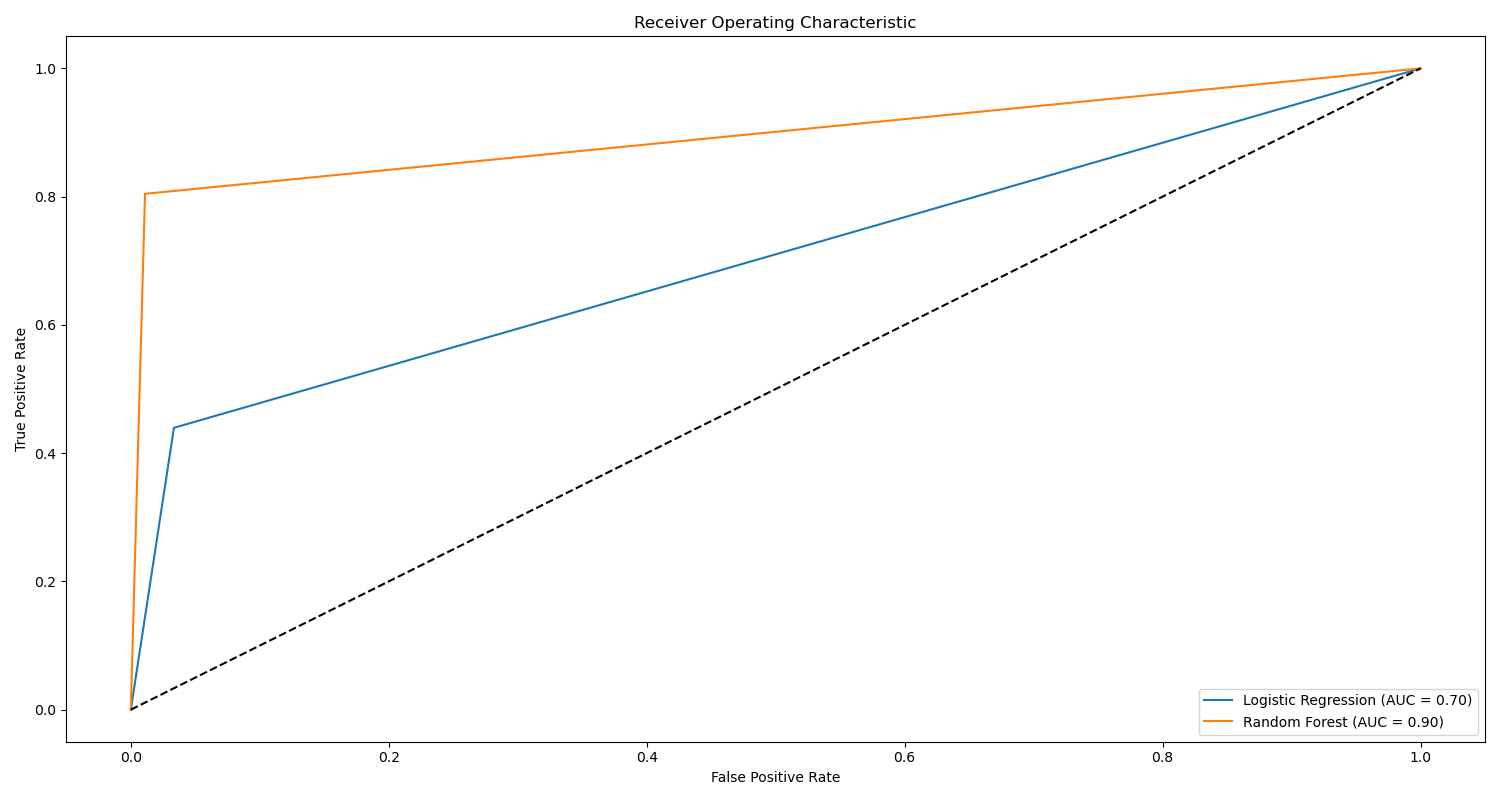 Receiver Operating Characteristic
1.0
0.8
0.6
0.4
0.2
0.0
True Positive Rate
0.0 0.2 0.4 0.6 0.8 1.0
False Positive Rate
Logistic Regression (AUC = 0.70)
Random Forest (AUC = 0.90)